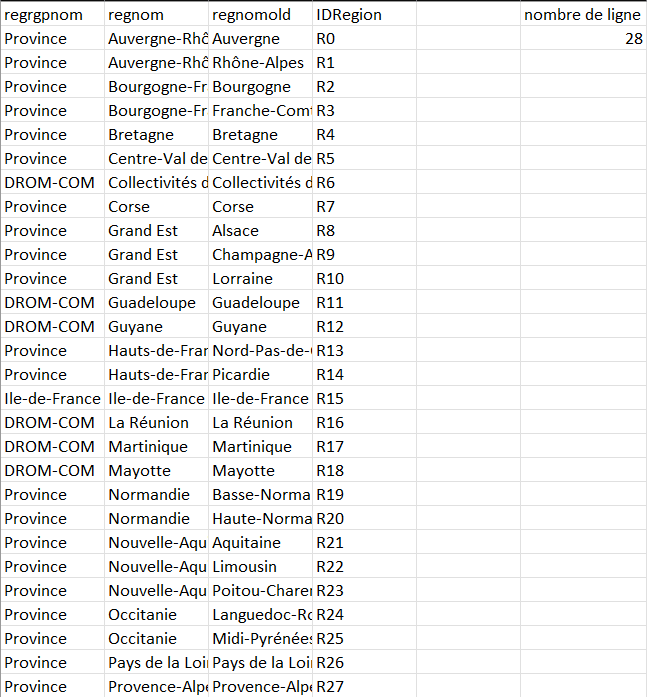 regrgpnom regnom regnomold IDRegion nombre de ligne
Province Auvergne-Rhô Auvergne R0 28
Province Auvergne-Rhô Rhône-Alpes R1
Province Bourgogne-Fr Bourgogne R2
Province Bourgogne-Fr Franche-Com R3
Province Bretagne Bretagne R4
Province Centre-Val de Centre-Val de R5
DROM-COM Collectivités d Collectivités d R6
Province Corse Corse R7
Province Grand Est Alsace R8
Province Grand Est Champagne-A R9
Province Grand Est Lorraine R10
DROM-COM Guadeloupe Guadeloupe R11
DROM-COM Guyane Guyane R12
Province Hauts-de-Fran Nord-Pas-de- R13
Province Hauts-de-Fran Picardie R14
Ile-de-France Ile-de-France Ile-de-France R15
DROM-COM La Réunion La Réunion R16
DROM-COM Martinique Martinique R17
DROM-COM Mayotte Mayotte R18
Province Normandie Basse-Norma R19
Province Normandie Haute-Norma R20
Province Nouvelle-Aqu Aquitaine R21
Province Nouvelle-Aqu Limousin R22
Province Nouvelle-Aqu Poitou-Charen R23
Province Occitanie Languedoc-Ro R24
Province Occitanie Midi-Pyrénées R25
Province Pays de la Loi Pays de la Loi R26
Province Provence-Alpe Provence-Alpe R27